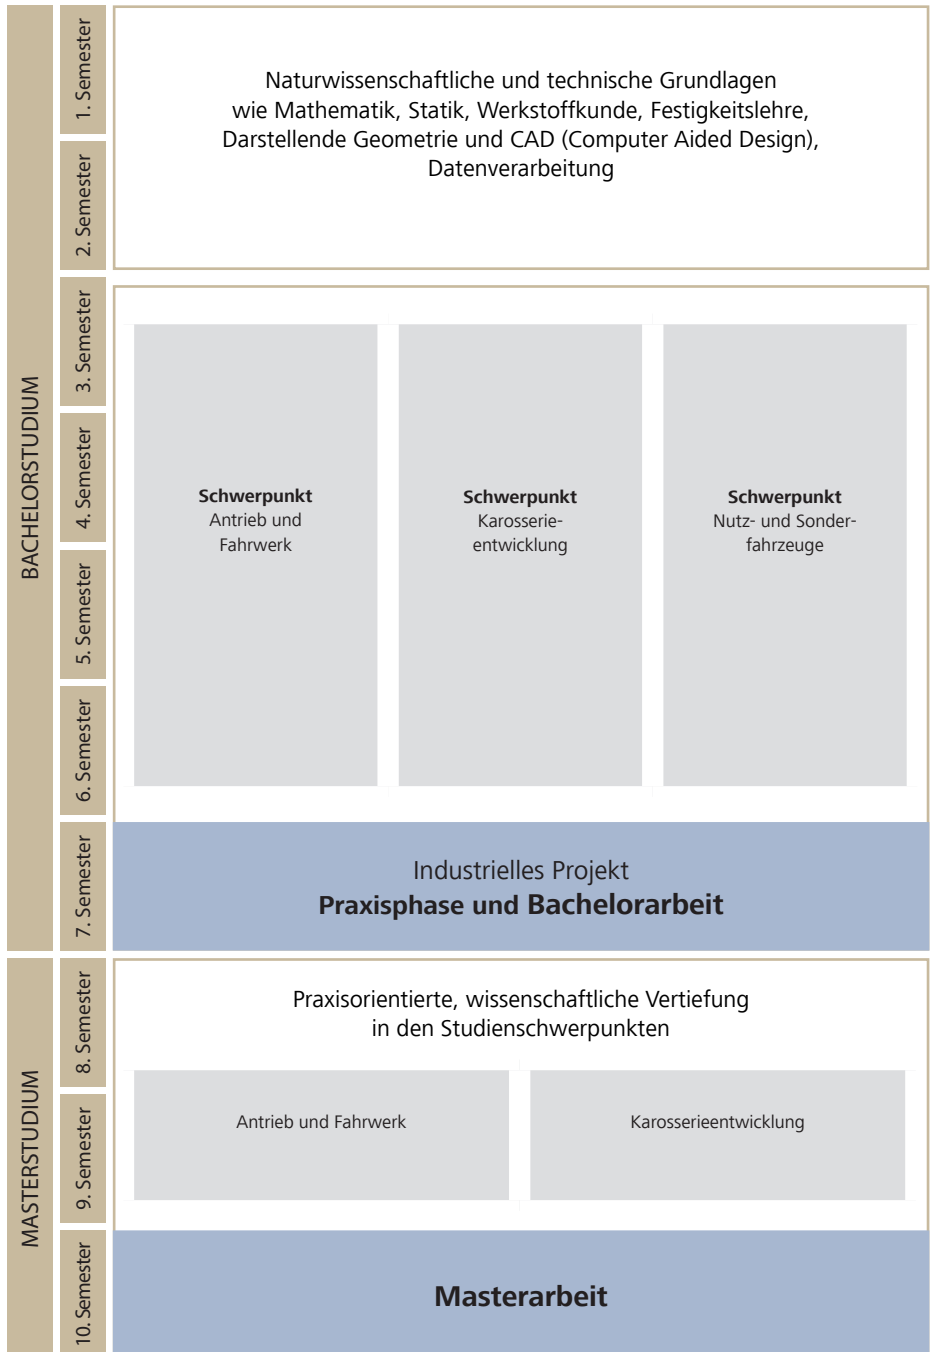 BACHELORSTUDIUM
1. Semester
2. Semester
Naturwissenschaftliche und technische Grundlagen
wie Mathematik, Statik, Werkstoffkunde, Festigkeitslehre,
Darstellende Geometrie und CAD (Computer Aided Design),
Datenverarbeitung
3. Semester
4. Semester
5. Semester
6. Semester
Schwerpunkt
Antrieb und
Fahrwerk
Schwerpunkt
Karosserie-
entwicklung
Schwerpunkt
Nutz- und Sonder-
fahrzeuge
7. Semester
Industrielles Projekt
Praxisphase und Bachelorarbeit
MASTERSTUDIUM
8. Semester
9. Semester
Praxisorientierte, wissenschaftliche Vertiefung
in den Studienschwerpunkten
Antrieb und Fahrwerk
Karosserieentwicklung
10. Semester
Masterarbeit